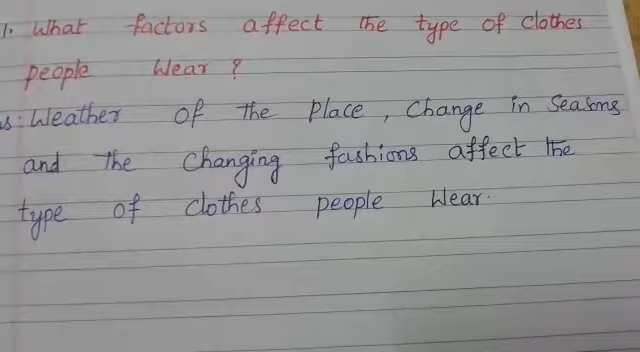 1. What factors affect the type of clothes
people wear ?
s: Weather of the place, change in seasons
and the changing fashions affect the
type of clothes people wear.